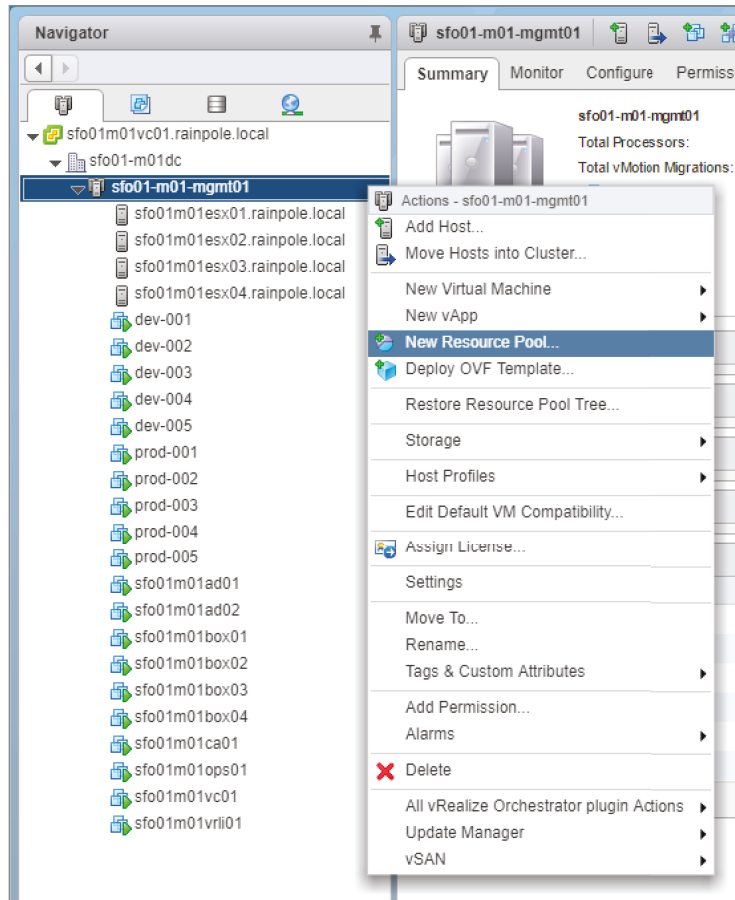 Navigator
sfo01m01vc01.rainpole.local
sfo01-m01dc
sfo01-m01-mgmt01
sfo01m01esx01.rainpole.local
sfo01m01esx02.rainpole.local
sfo01m01esx03.rainpole.local
sfo01m01esx04.rainpole.local
dev-001
dev-002
dev-003
dev-004
dev-005
prod-001
prod-002
prod-003
prod-004
prod-005
sfo01m01ad01
sfo01m01ad02
sfo01m01box01
sfo01m01box02
sfo01m01box03
sfo01m01box04
sfo01m01ca01
sfo01m01ops01
sfo01m01vc01
sfo01m01vrli01
sfo01-m01-mgmt01
Summary Monitor Configure Permiss
sfo01-m01-mgmt01
Total Processors:
Total vMotion Migrations:
Actions - sfo01-m01-mgmt01
Add Host...
Move Hosts into Cluster...
New Virtual Machine
New vApp
New Resource Pool...
Deploy OVF Template...
Restore Resource Pool Tree...
Storage
Host Profiles
Edit Default VM Compatibility...
Assign License...
Settings
Move To...
Rename...
Tags & Custom Attributes
Add Permission...
Alarms
Delete
All vRealize Orchestrator plugin Actions
Update Manager
vSAN